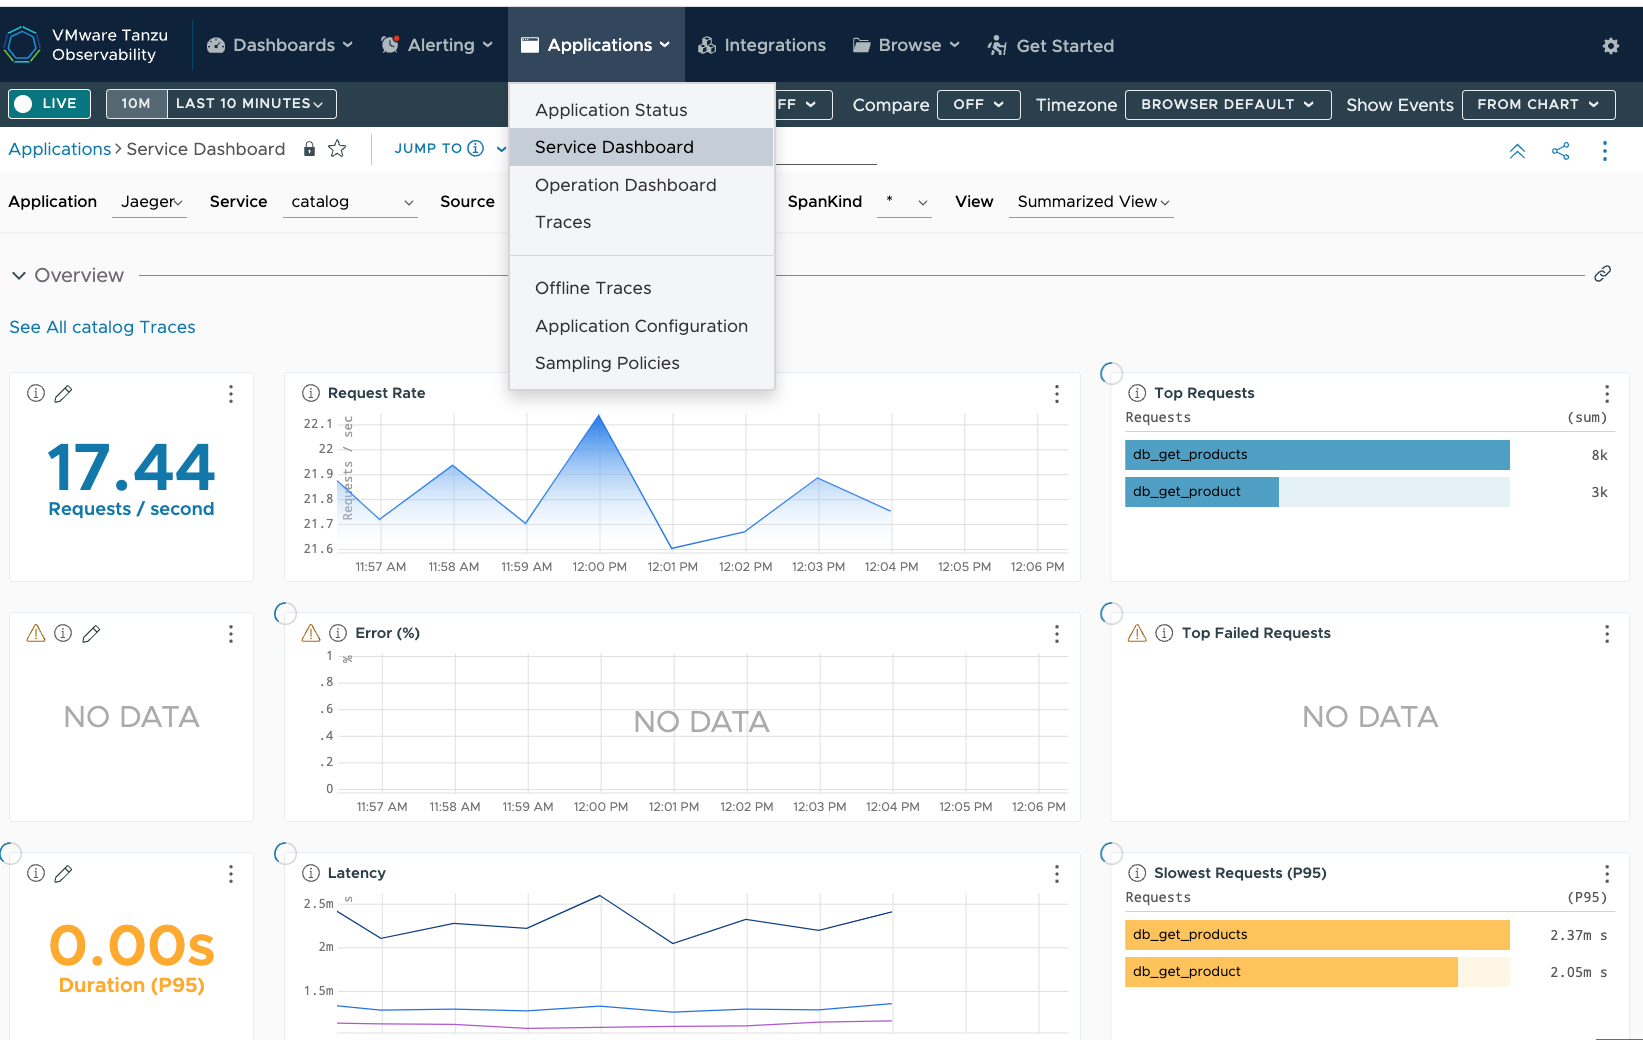 VMware Tanzu
Observability
Dashboards
Alerting
Applications
Integrations
Browse
Get Started
LIVE
10M
LAST 10 MINUTES
FF
Compare
OFF
Timezone
BROWSER DEFAULT
Show Events
FROM CHART
Applications > Service Dashboard
JUMP TO
Application Status
Service Dashboard
Operation Dashboard
Traces
Offline Traces
Application Configuration
Sampling Policies
Application
Jaeger
Service
catalog
Source
SpanKind
*
View
Summarized View
Overview
See All catalog Traces
17.44
Requests / second
Request Rate
Requests / sec
22.1
22
21.9
21.8
21.7
21.6
11:57 AM
11:58 AM
11:59 AM
12:00 PM
12:01 PM
12:02 PM
12:03 PM
12:04 PM
12:05 PM
12:06 PM
Top Requests
Requests
(sum)
db_get_products
8k
db_get_product
3k
NO DATA
Error (%)
%
1
.8
.6
.4
.2
0
NO DATA
11:57 AM
11:58 AM
11:59 AM
12:00 PM
12:01 PM
12:02 PM
12:03 PM
12:04 PM
12:05 PM
12:06 PM
Top Failed Requests
NO DATA
0.00s
Duration (P95)
Latency
s
2.5m
2m
1.5m
Slowest Requests (P95)
Requests
(P95)
db_get_products
2.37m s
db_get_product
2.05m s